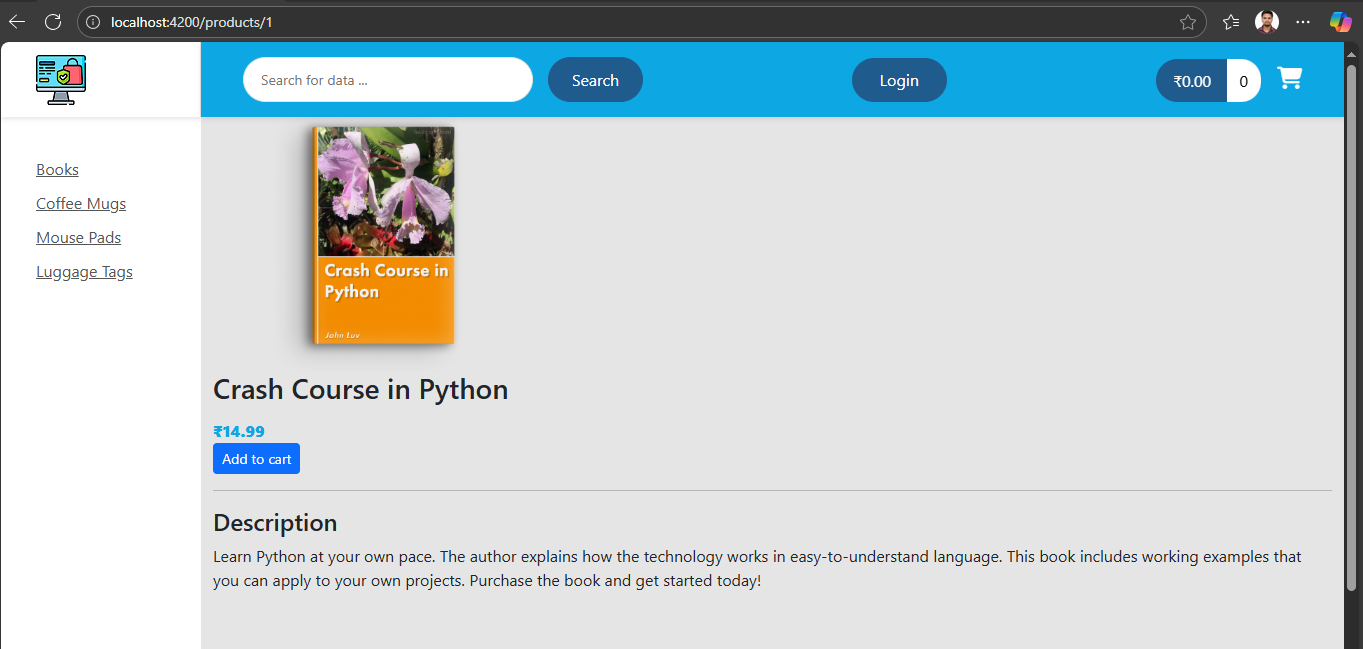 localhost:4200/products/1
Search for data ...
Search
Login
₹0.00
0
Books
Coffee Mugs
Mouse Pads
Luggage Tags
Crash Course in
Python
John Luv
Crash Course in Python
₹14.99
Add to cart
Description
Learn Python at your own pace. The author explains how the technology works in easy-to-understand language. This book includes working examples that
you can apply to your own projects. Purchase the book and get started today!